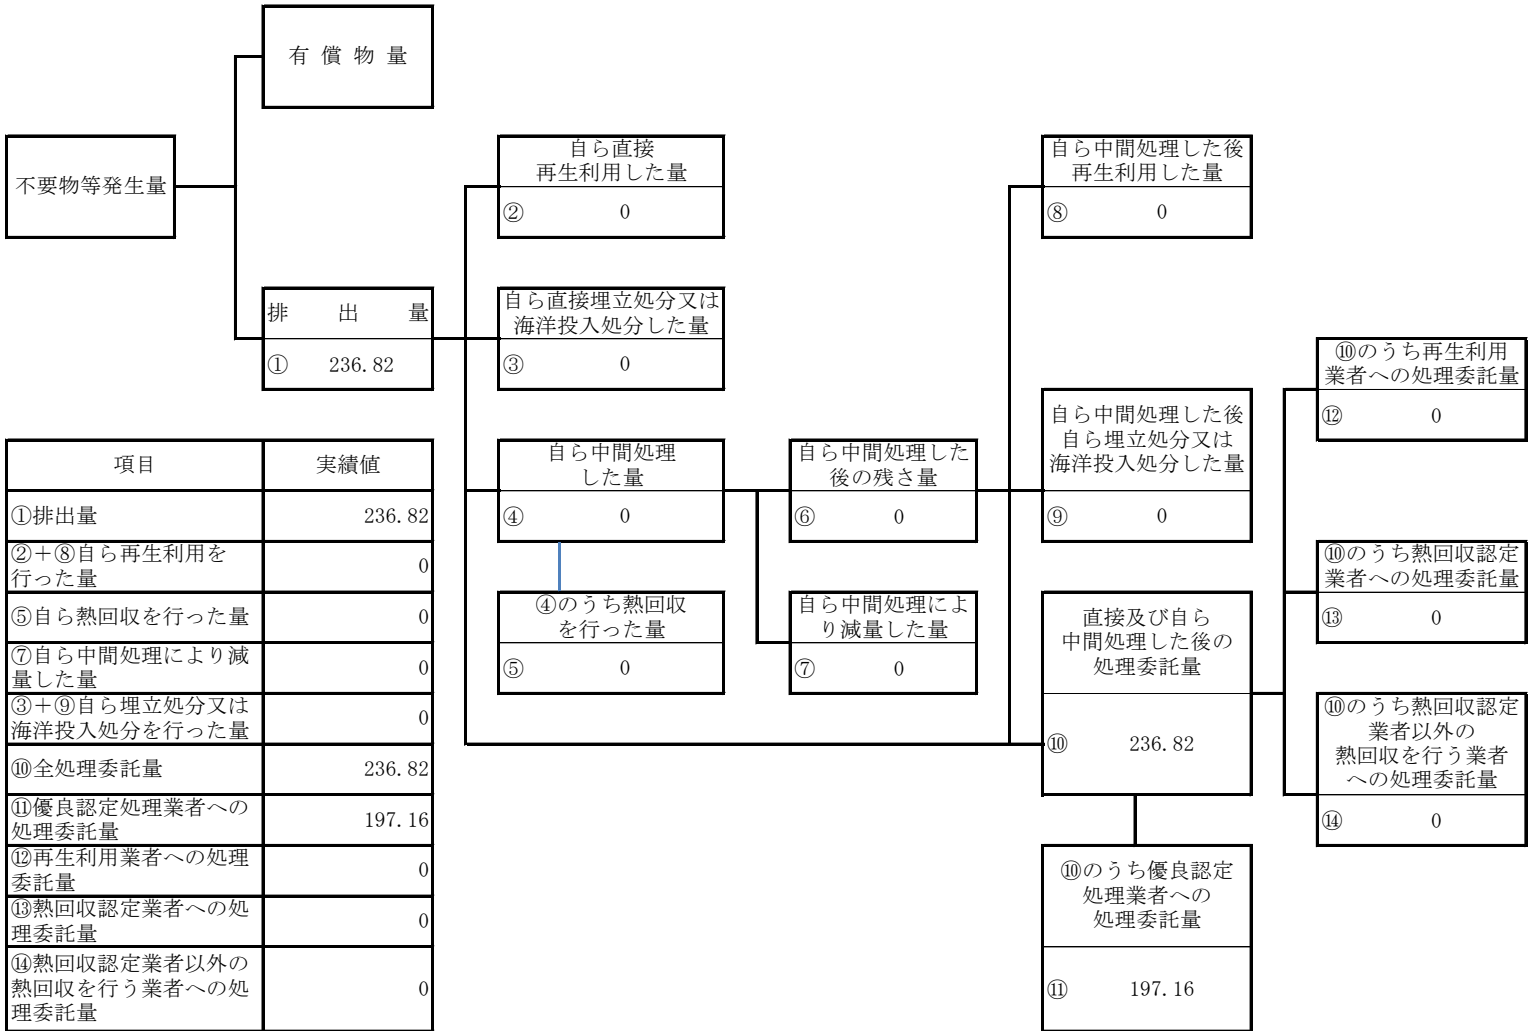 有償物量
不要物等発生量
排出量
① 236.82
自ら直接
再生利用した量
② 0
自ら直接埋立処分又は
海洋投入処分した量
③ 0
自ら中間処理
した量
④ 0
④のうち熱回収
を行った量
⑤ 0
自ら中間処理した
後の残さ量
⑥ 0
自ら中間処理によ
り減量した量
⑦ 0
自ら中間処理した後
再生利用した量
⑧ 0
自ら中間処理した後
自ら埋立処分又は
海洋投入処分した量
⑨ 0
直接及び自ら
中間処理した後の
処理委託量
⑩ 236.82
⑩のうち優良認定
処理業者への
処理委託量
⑪ 197.16
⑩のうち再生利用
業者への処理委託量
⑫ 0
⑩のうち熱回収認定
業者への処理委託量
⑬ 0
⑩のうち熱回収認定
業者以外の
熱回収を行う業者
への処理委託量
⑭ 0
項目 実績値
①排出量 236.82
②+⑧自ら再生利用を
行った量 0
⑤自ら熱回収を行った量 0
⑦自ら中間処理により減
量した量 0
③+⑨自ら埋立処分又は
海洋投入処分を行った量 0
⑩全処理委託量 236.82
⑪優良認定処理業者への
処理委託量 197.16
⑫再生利用業者への処理
委託量 0
⑬熱回収認定業者への処
理委託量 0
⑭熱回収認定業者以外の
熱回収を行う業者への処
理委託量 0